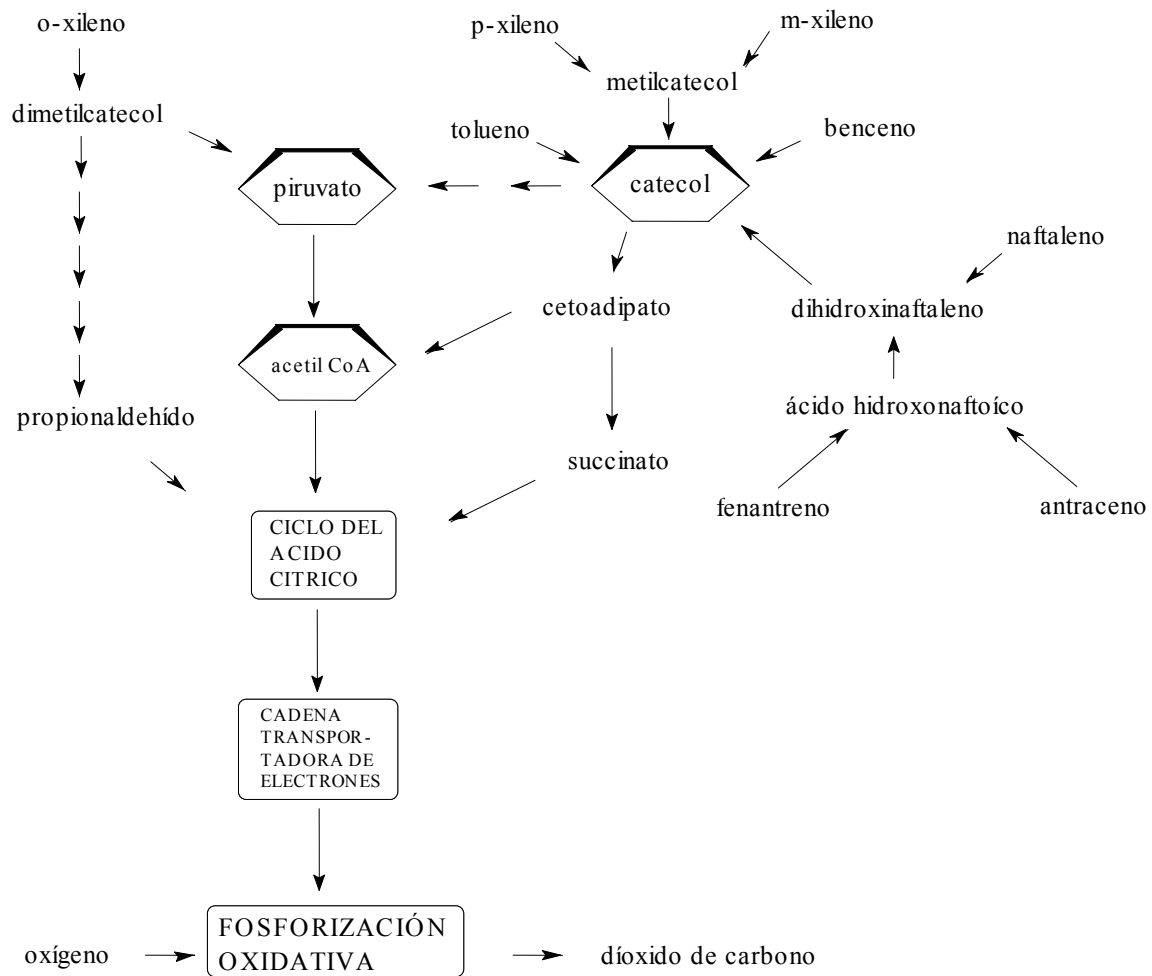 o-xileno
p-xileno
m-xileno
metilcatecol
dimetilcatecol
tolueno
benceno
piruvato
catecol
naftaleno
cetoadipato
dihidroxinaftaleno
acetil CoA
propionaldehído
ácido hidroxonaftoíco
succinato
fenantreno
antraceno
CICLO DEL
ACIDO
CITRICO
CADENA
TRANSPOR-
TADORA DE
ELECTRONES
FOSFORIZACIÓN
OXIDATIVA
oxígeno
díoxido de carbono